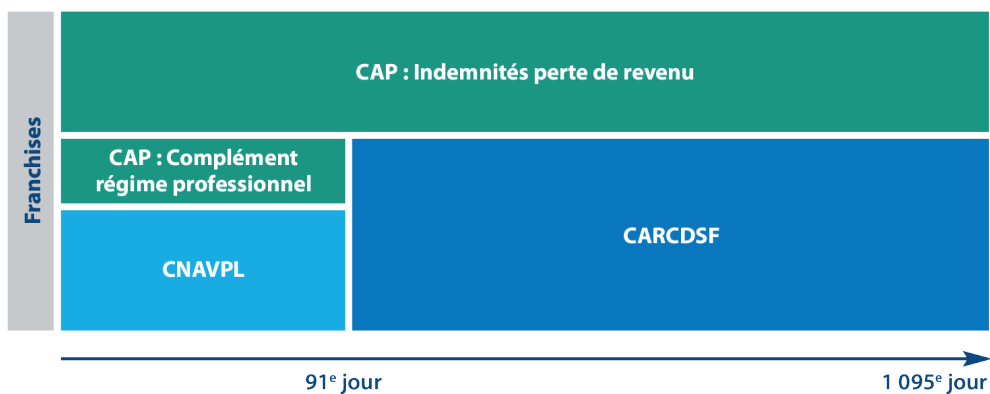 Franchises
CAP : Indemnités perte de revenu
CAP : Complément
régime professionnel
CNAVPL
CARCDSF
91e jour
1 095e jour